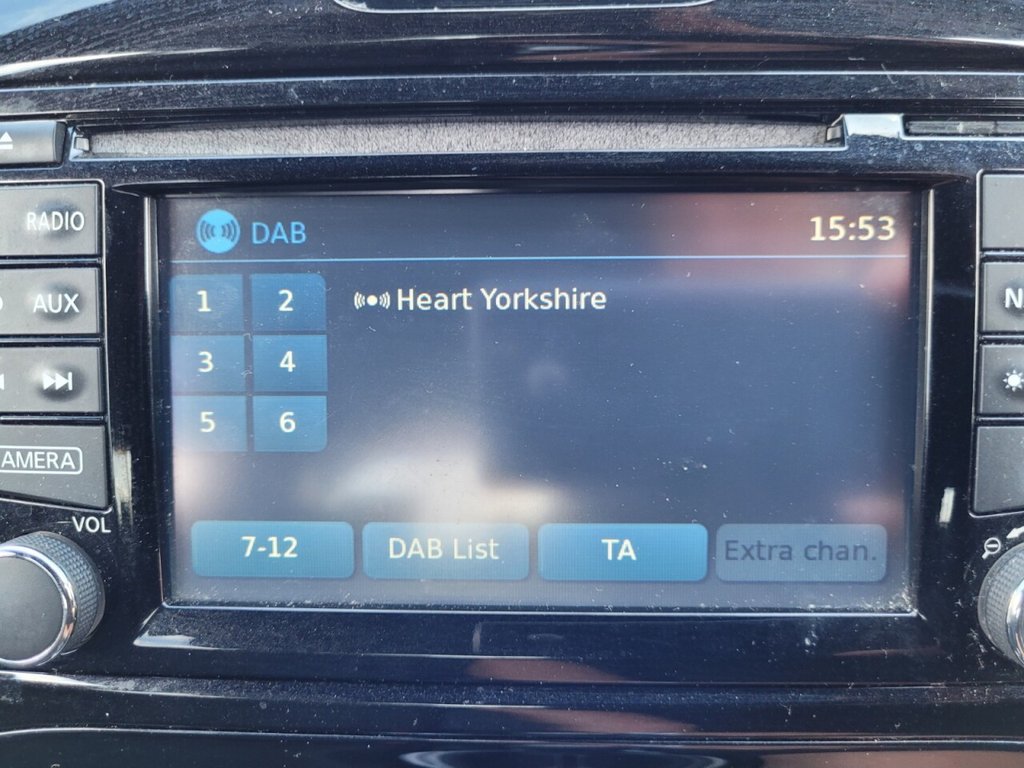 DAB 15:53
RADIO
1 2 Heart Yorkshire
AUX
3 4
5 6
AMERA
VOL
7-12 DAB List TA Extra chan.